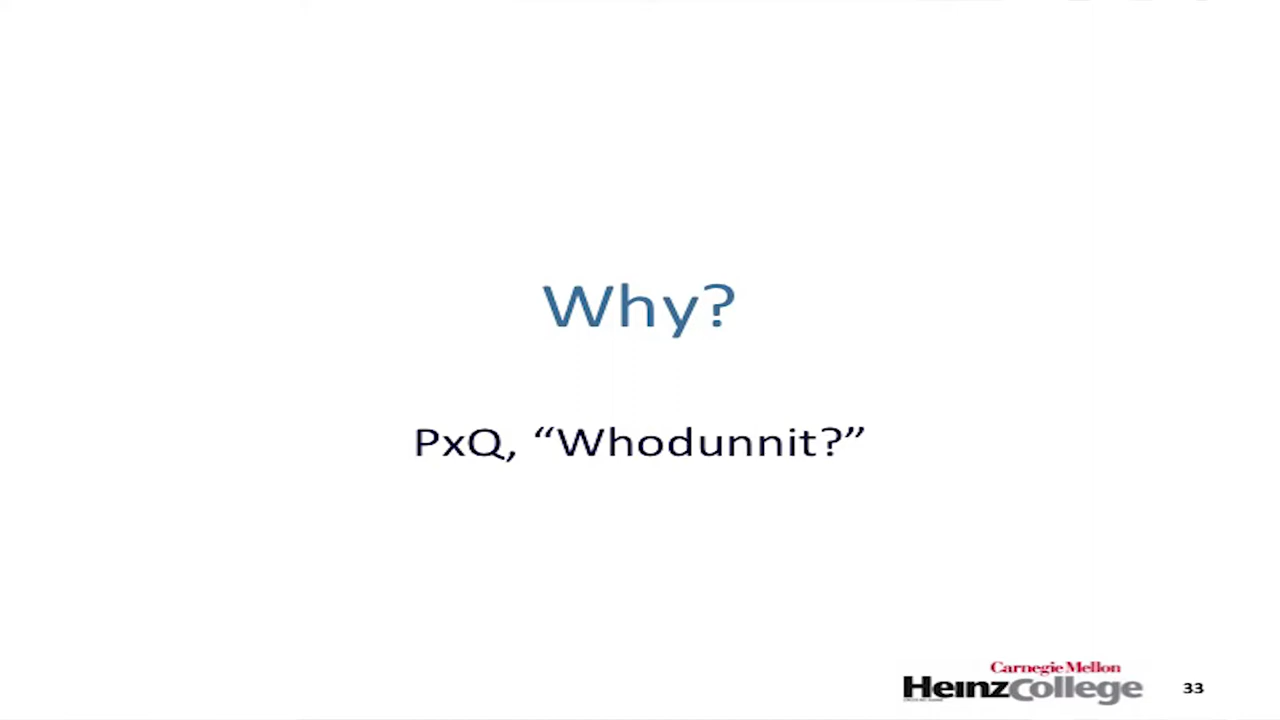 Why?
PxQ, “Whodunnit?”
Carnegie Mellon
HeinzCollege
33